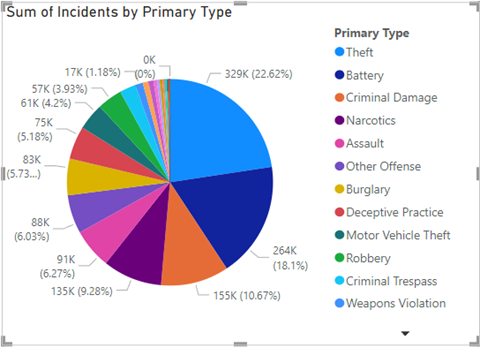 Sum of Incidents by Primary Type
0K
(0%)
17K (1.18%)
57K (3.93%)
61K (4.2%)
75K
(5.18%)
83K
(5.73...)
88K
(6.03%)
91K
(6.27%)
135K (9.28%)
155K (10.67%)
264K
(18.1%)
329K (22.62%)
Primary Type
Theft
Battery
Criminal Damage
Narcotics
Assault
Other Offense
Burglary
Deceptive Practice
Motor Vehicle Theft
Robbery
Criminal Trespass
Weapons Violation